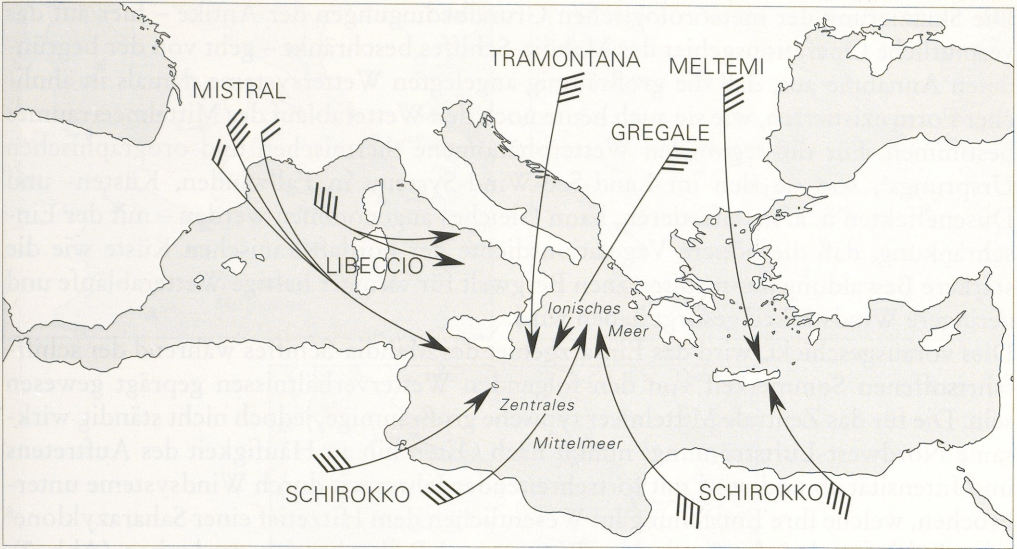 TRAMONTANA
MELTEMI
MISTRAL
GREGALE
LIBECCIO
Ionisches
Meer
Zentrales
Mittelmeer
SCHIROKKO
SCHIROKKO